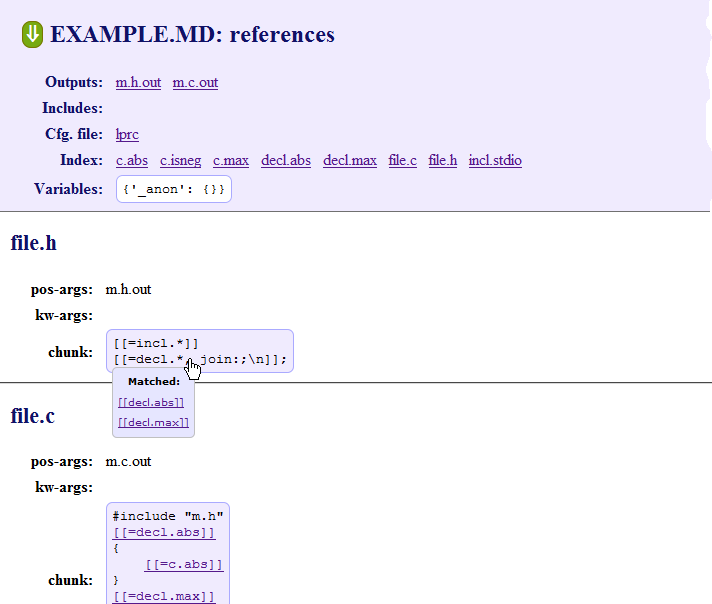 EXAMPLE.MD: references
Outputs: m.h.out m.c.out
Includes:
Cfg. file: lprc
Index: c.abs c.isneg c.max decl.abs decl.max file.c file.h incl.stdio
Variables: {'_anon': {}}
file.h
pos-args: m.h.out
kw-args:
chunk:
[[=incl.*]]
[[=decl.*, join:;\n]];
Matched:
[[decl.abs]]
[[decl.max]]
file.c
pos-args: m.c.out
kw-args:
chunk:
#include "m.h"
[[=decl.abs]]
{
[[=c.abs]]
}
[[=decl.max]]